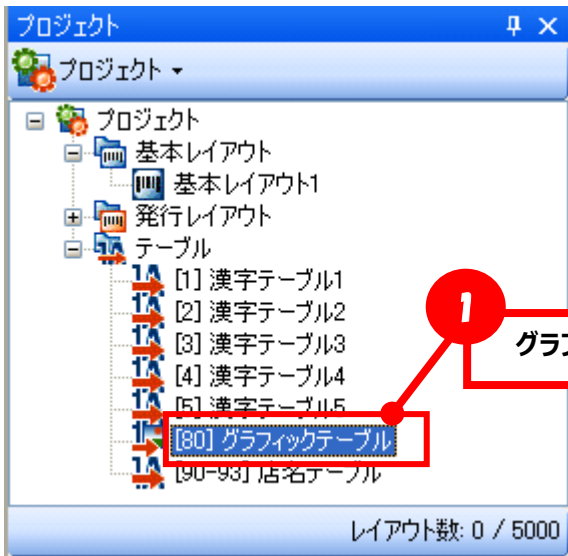 プロジェクト
プロジェクト
プロジェクト
基本レイアウト
基本レイアウト1
発行レイアウト
テーブル
[1] 漢字テーブル1
[2] 漢字テーブル2
[3] 漢字テーブル3
1
グラフ
[4] 漢字テーブル4
[5] 漢字テーブル5
[80] グラフィックテーブル
[90-93] 店名テーブル
レイアウト数: 0 / 5000